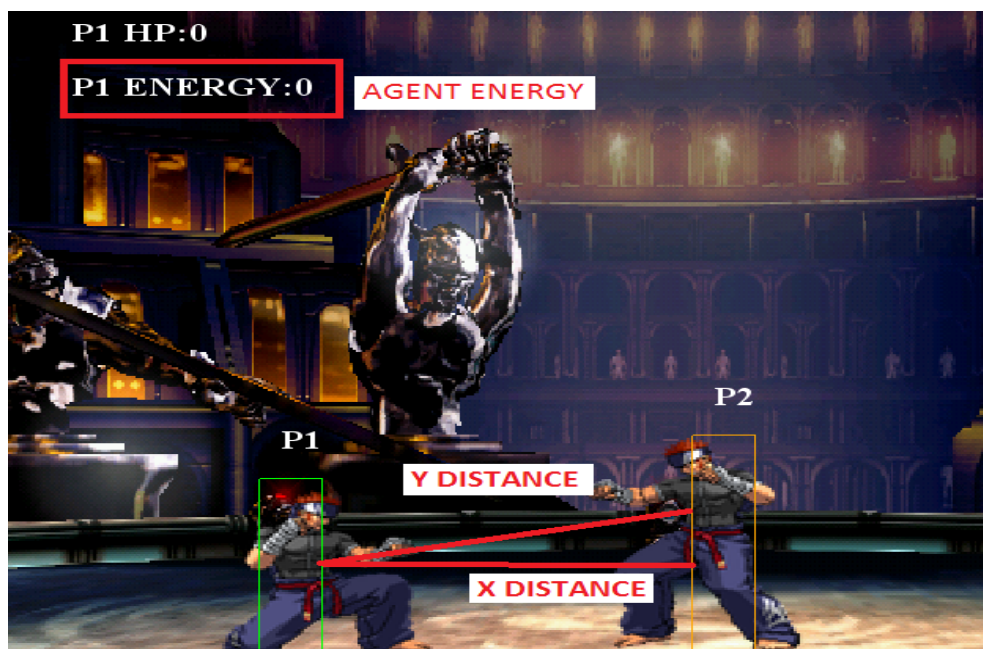 P1 HP:0
P1 ENERGY:0
AGENT ENERGY
P2
P1
Y DISTANCE
X DISTANCE